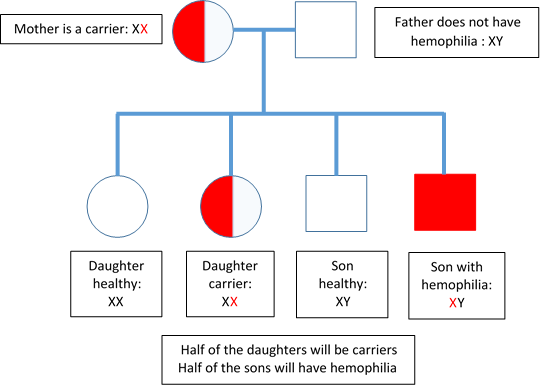 Mother is a carrier: XX
Father does not have
hemophilia : XY
Daughter
healthy:
XX
Daughter
carrier:
XX
Son
healthy:
XY
Son with
hemophilia:
XY
Half of the daughters will be carriers
Half of the sons will have hemophilia